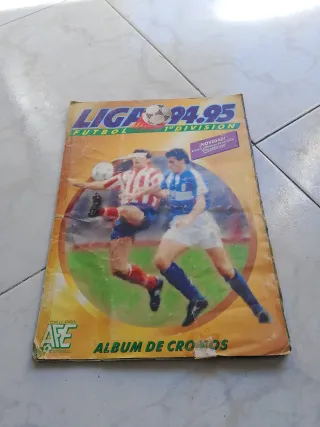 LIGA 94.95
FUTBOL 1ª DIVISION
¡NOVEDAD!
AFE
ALBUM DE CROMOS